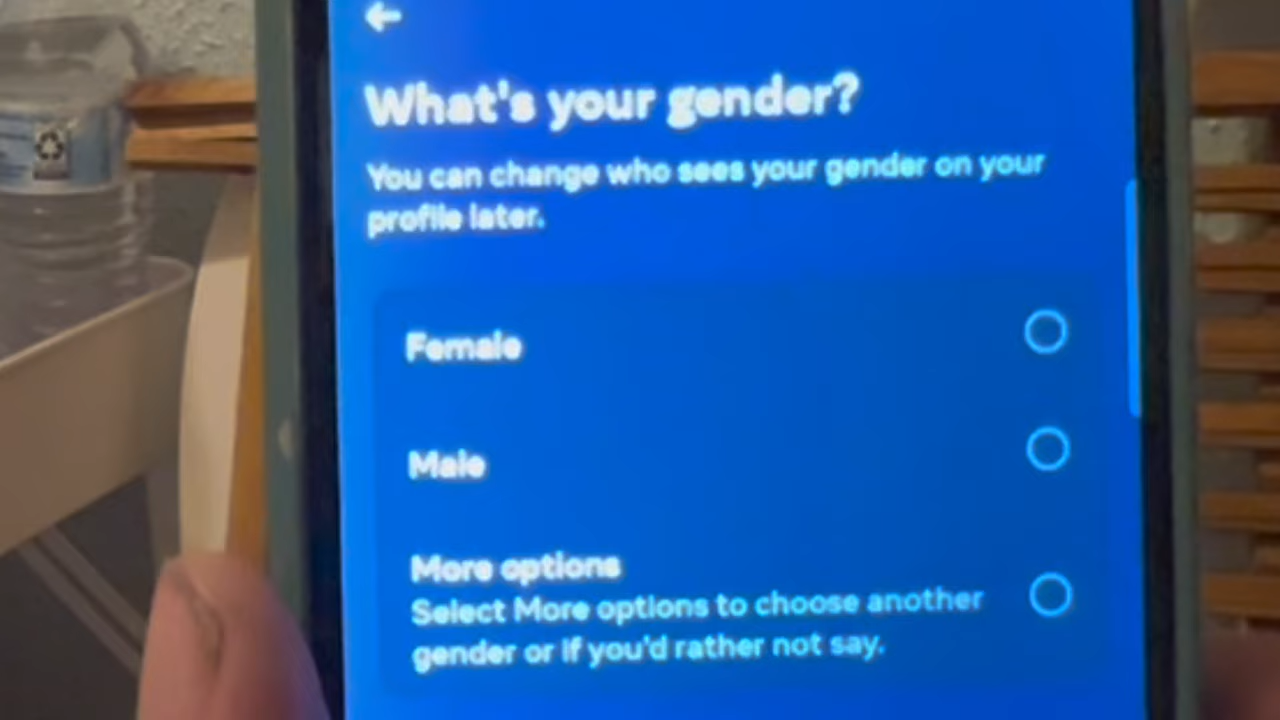 What's your gender?
You can change who sees your gender on your
profile later.
Female
Male
More options
Select More options to choose another
gender or if you'd rather not say.